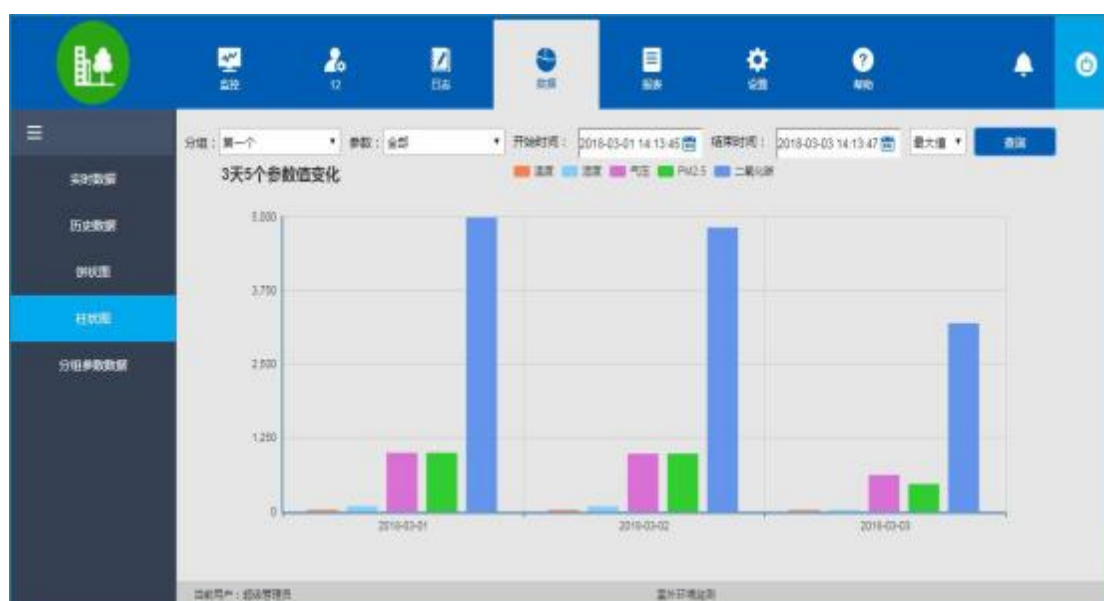 监控
12
日志
数据
报表
设置
帮助
分组：
第一个
参数：
全部
开始时间：
2018-03-01 14:13:45
结束时间：
2018-03-03 14:13:47
最大值
查询
实时数据
历史数据
饼状图
柱状图
分组参数数据
3天5个参数值变化
温度
湿度
气压
PM2.5
二氧化碳
5,000
3,750
2,500
1,250
0
2018-03-01
2018-03-02
2018-03-03
当前用户：超级管理员
室外环境监测